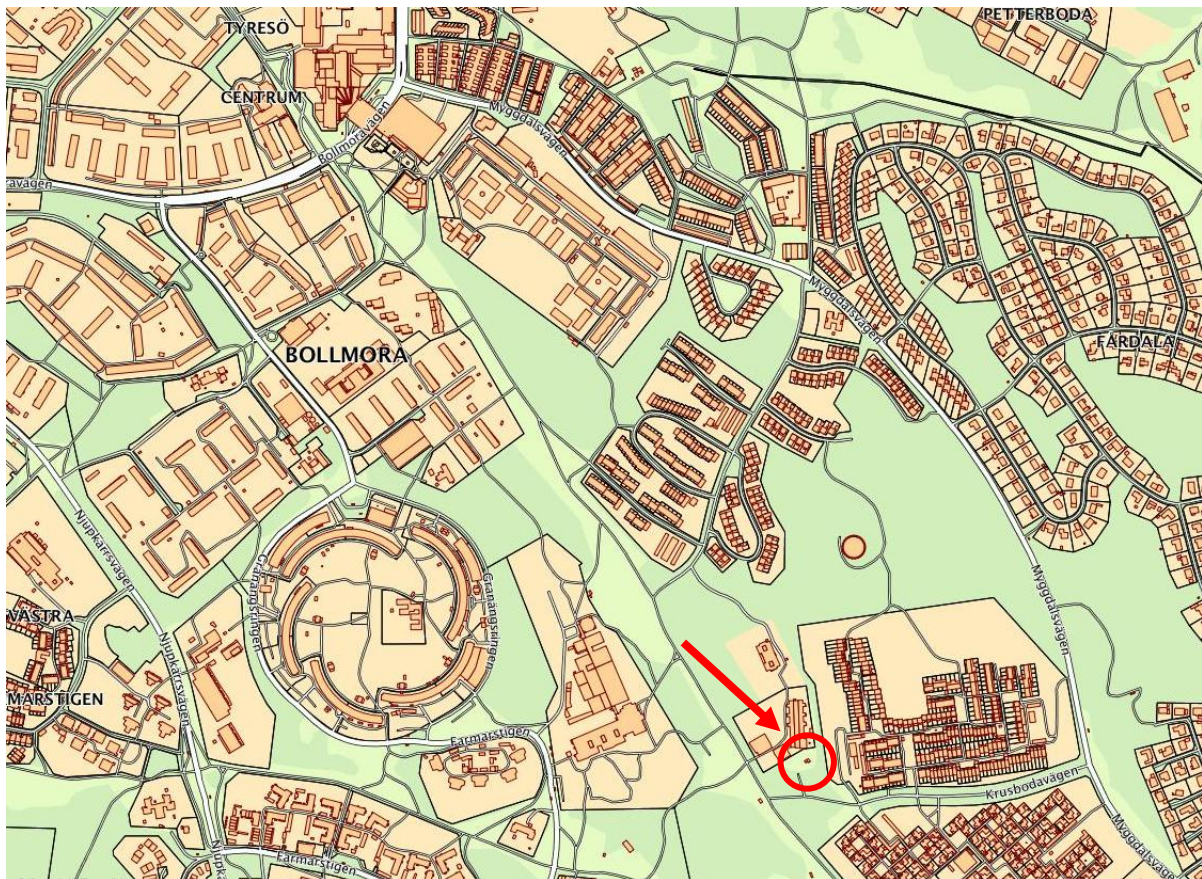 PETTERBODA
TYRESÖ
CENTRUM
Bollmoravägen
Myggdalsvägen
ravägen
BOLLMORA
Myggdalsvägen
FÅRDALA
Njupkärrsvägen
Granängsringen
Granängsringen
Myggdalsvägen
VÄSTRA
Njupkärrsvägen
MARSTIGEN
Farmarstigen
Krusbodavägen
Myggdalsvägen
Farmarstigen